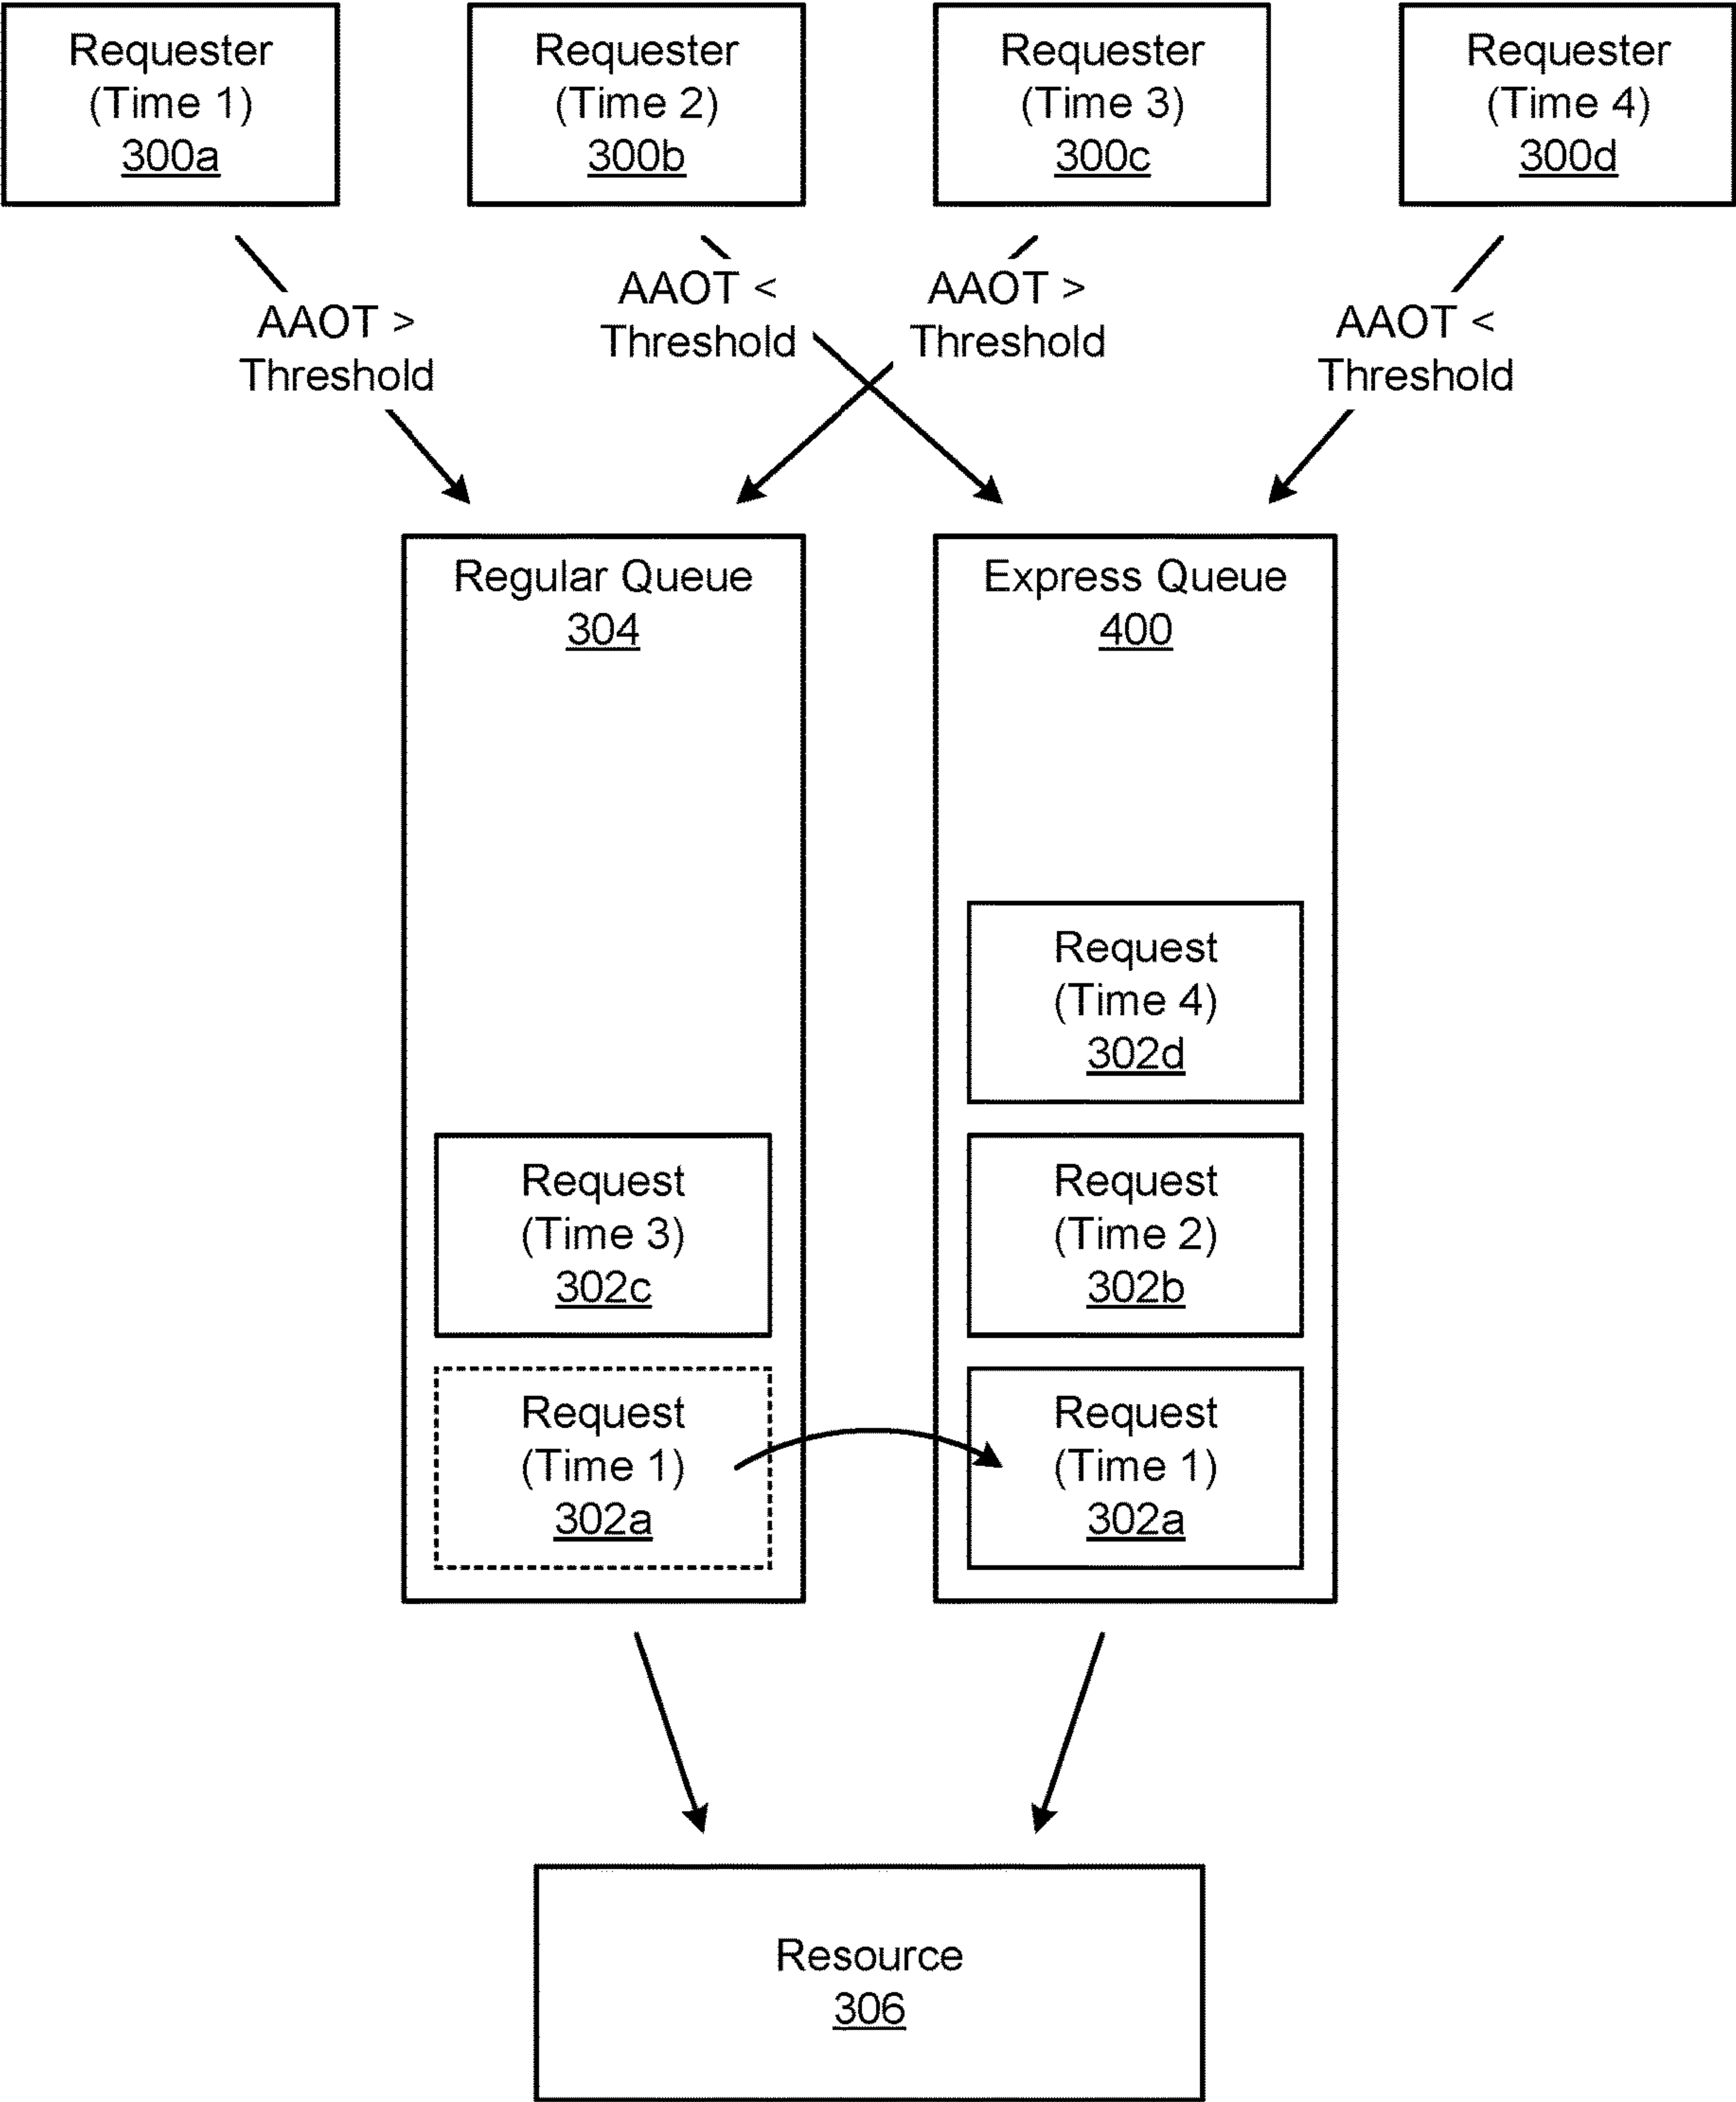 Requester
(Time 1)
300a
Requester
(Time 2)
300b
Requester
(Time 3)
300c
Requester
(Time 4)
300d
AAOT >
Threshold
AAOT <
Threshold
AAOT >
Threshold
AAOT <
Threshold
Regular Queue
304
Request
(Time 3)
302c
Request
(Time 1)
302a
Express Queue
400
Request
(Time 4)
302d
Request
(Time 2)
302b
Request
(Time 1)
302a
Resource
306